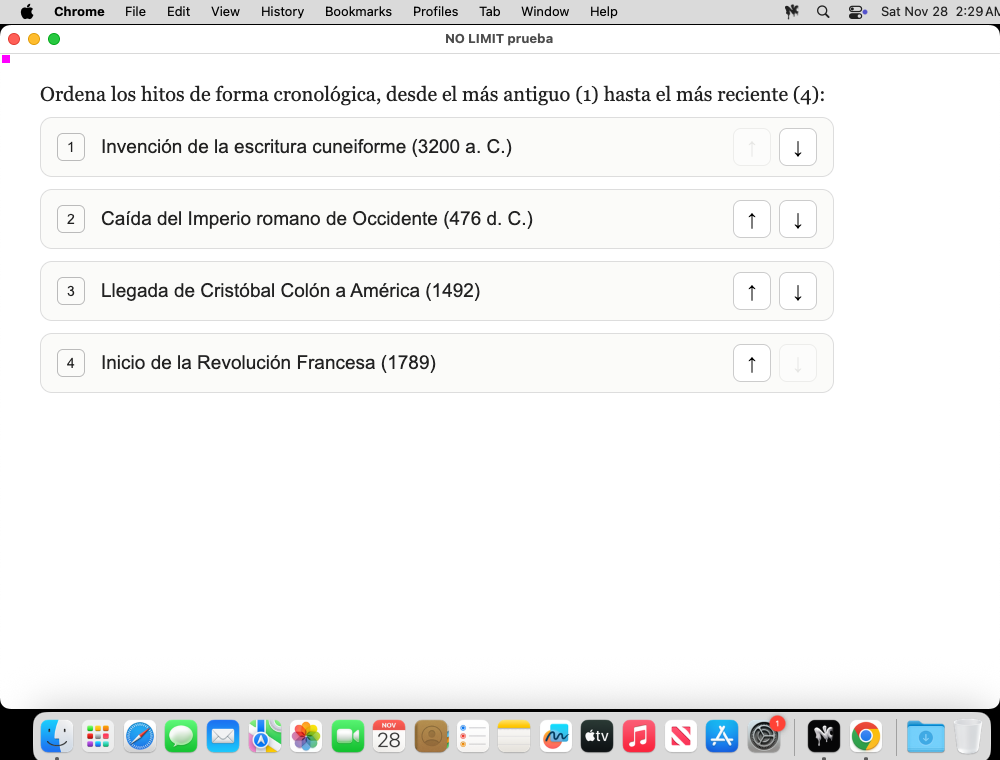 Chrome File Edit View History Bookmarks Profiles Tab Window Help Sat Nov 28 2:29AM
NO LIMIT prueba
Ordena los hitos de forma cronológica, desde el más antiguo (1) hasta el más reciente (4):
1 Invención de la escritura cuneiforme (3200 a. C.) ↑ ↓
2 Caída del Imperio romano de Occidente (476 d. C.) ↑ ↓
3 Llegada de Cristóbal Colón a América (1492) ↑ ↓
4 Inicio de la Revolución Francesa (1789) ↑ ↓
NOV
28
tv
1